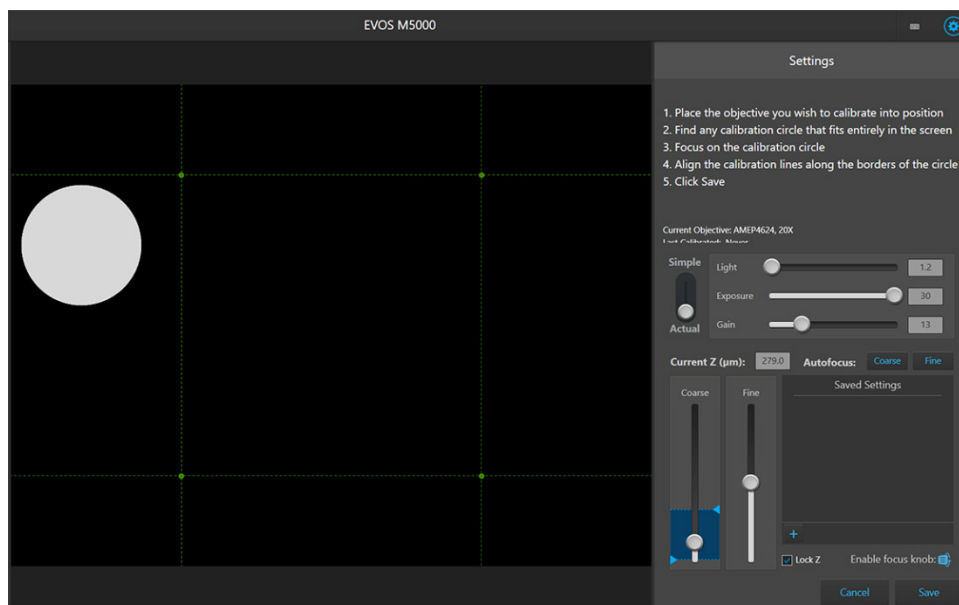 EVOS M5000
Settings
1. Place the objective you wish to calibrate into position
2. Find any calibration circle that fits entirely in the screen
3. Focus on the calibration circle
4. Align the calibration lines along the borders of the circle
5. Click Save
Current Objective: AMEP4624, 20X
Last Calibrated: Never
Simple
Actual
Light 1.2
Exposure 30
Gain 13
Current Z (µm): 279.0 Autofocus: Coarse Fine
Coarse Fine Saved Settings
+
Lock Z Enable focus knob:
Cancel Save